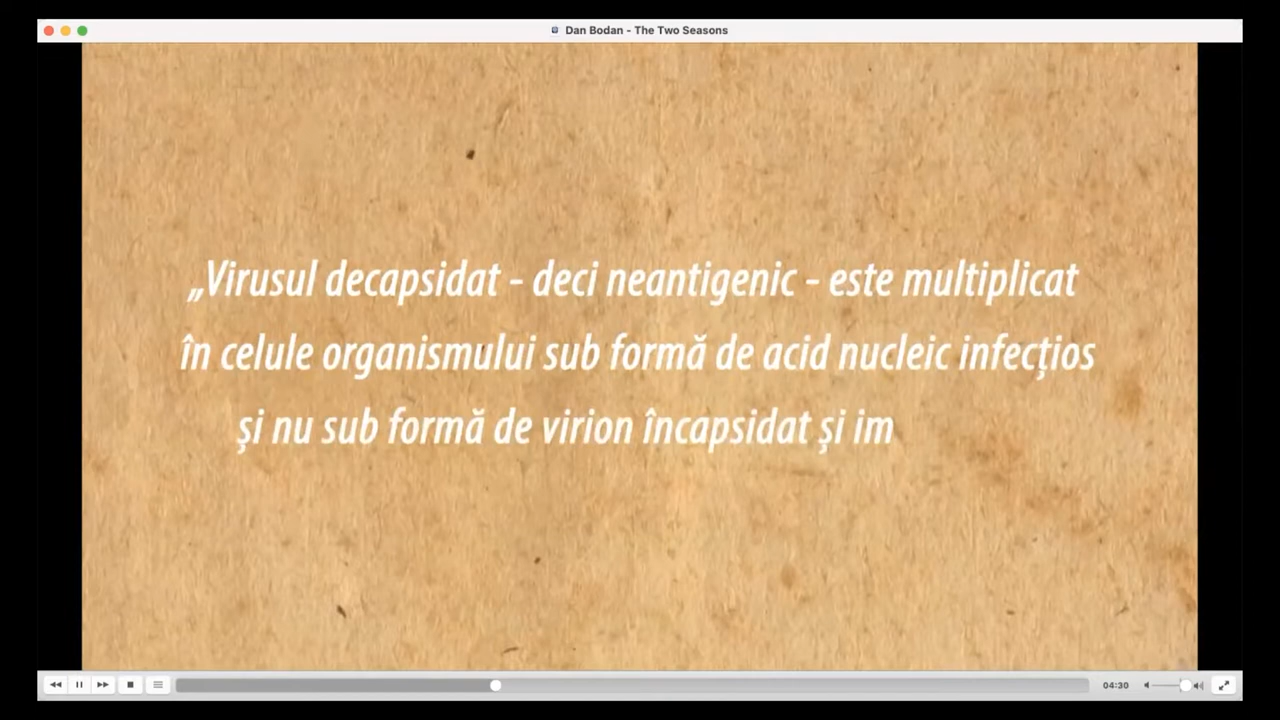 Dan Bodan - The Two Seasons
„Virusul decapsidat - deci neantigenic - este multiplicat
în celule organismului sub formă de acid nucleic infecțios
și nu sub formă de virion încapsidat și im
04:30